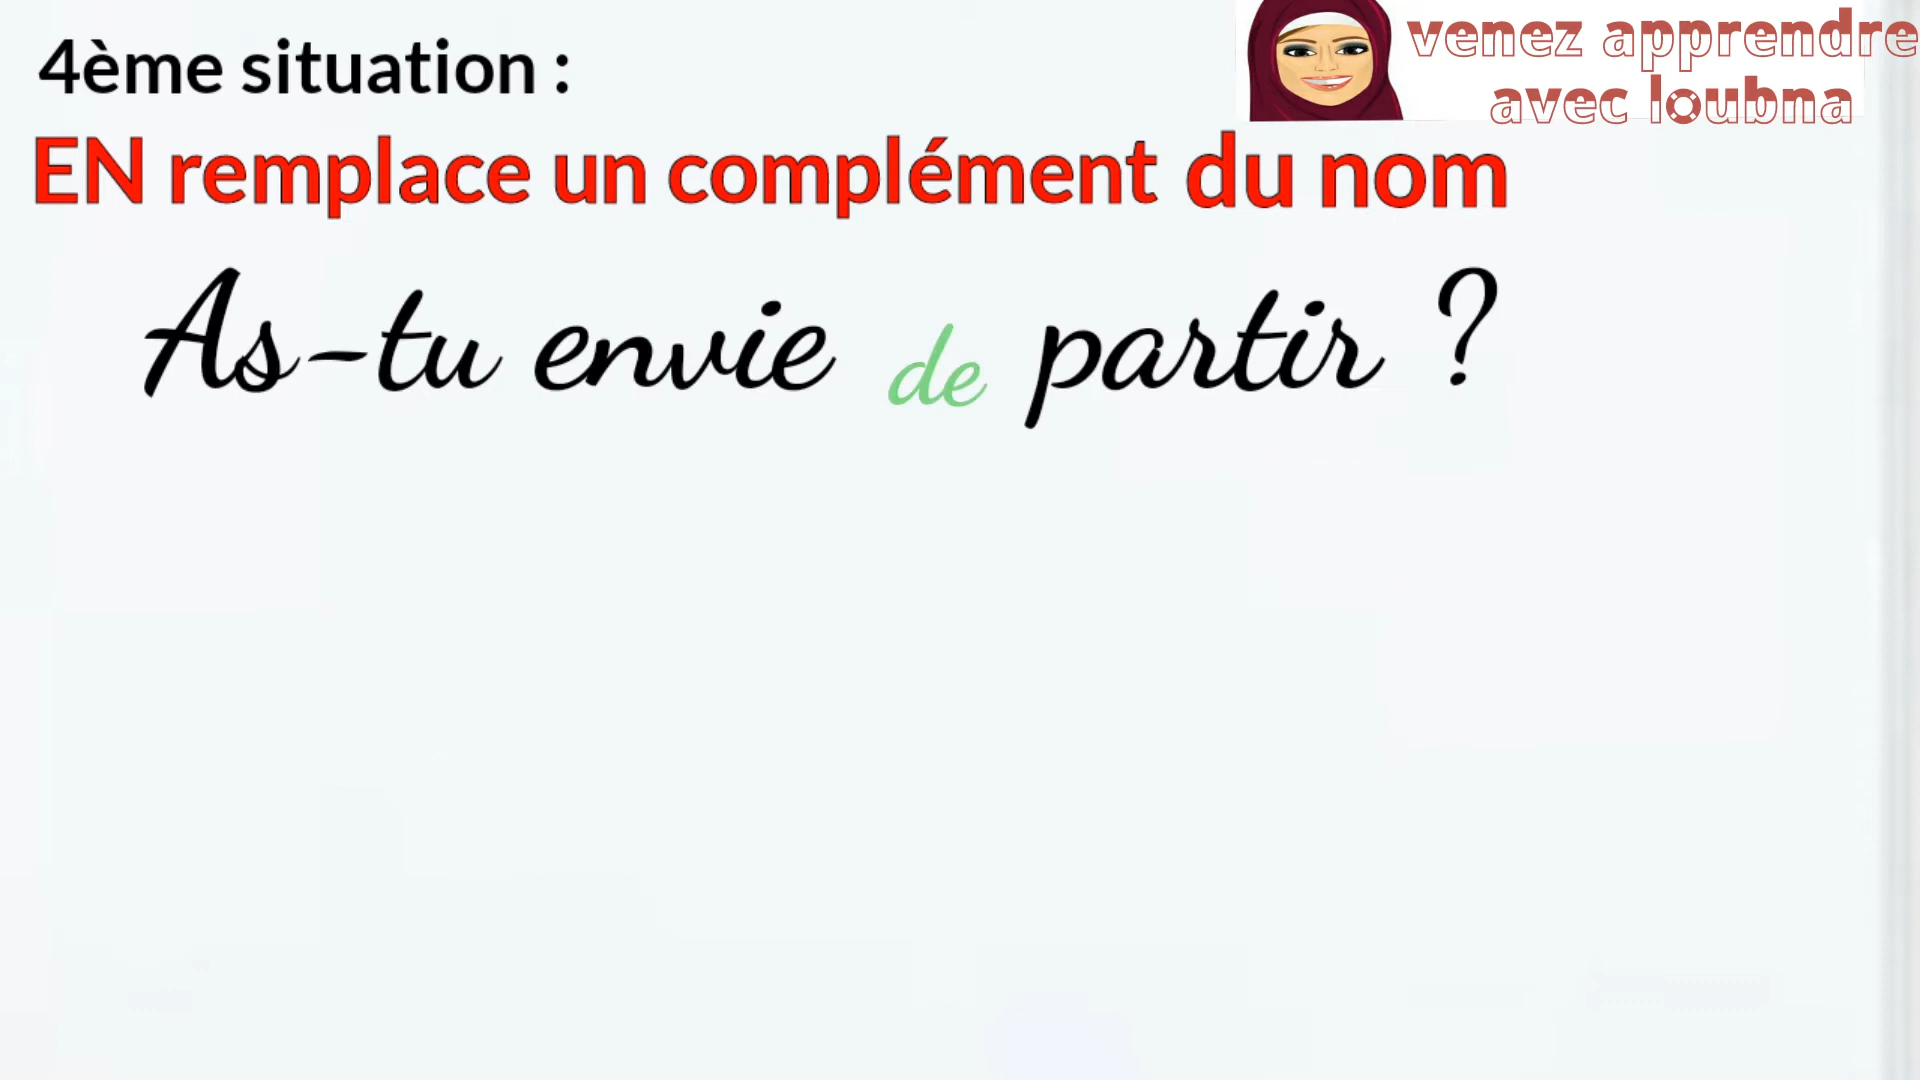 4ème situation :
venez apprendre
avec loubna
EN remplace un complément du nom
As-tu envie de partir ?